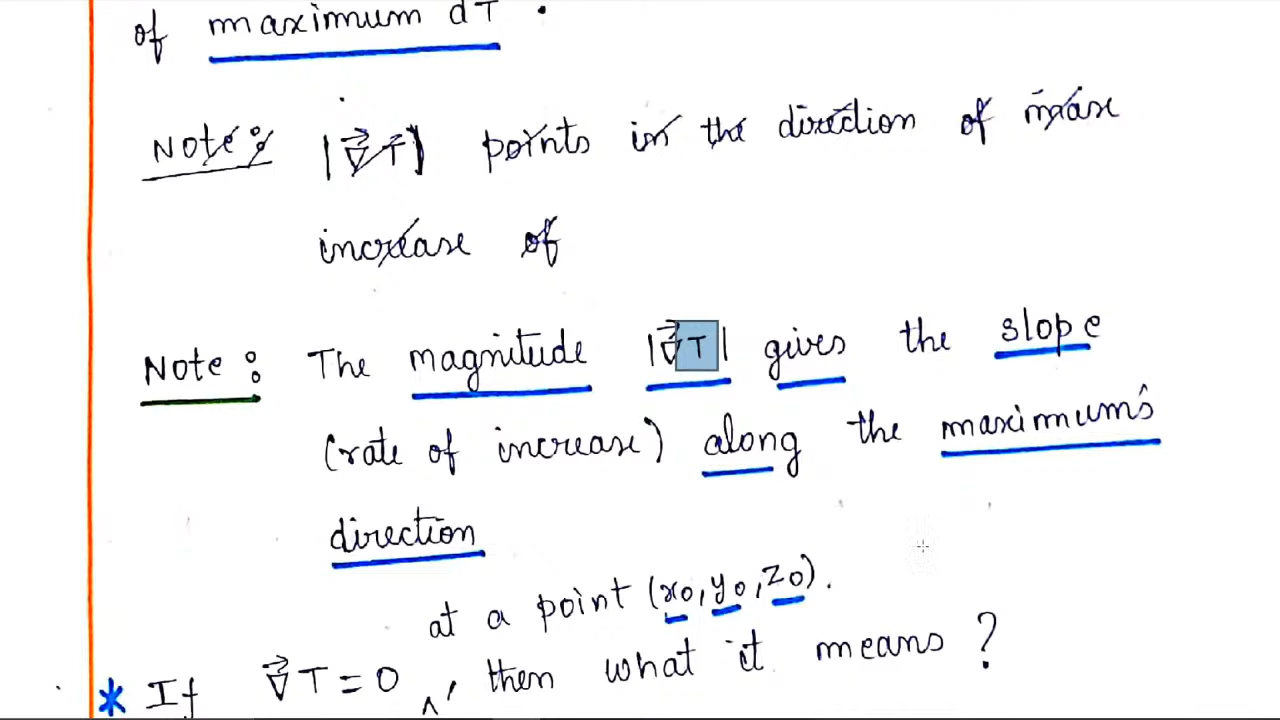 of maximum dT .
Note : |∇⃗T| points in the direction of max
increase of
Note : The magnitude |∇⃗T| gives the slope
(rate of increase) along the maximum's
direction
at a point (x0, y0, z0).
* If ∇⃗T = 0 ^, then what it means ?